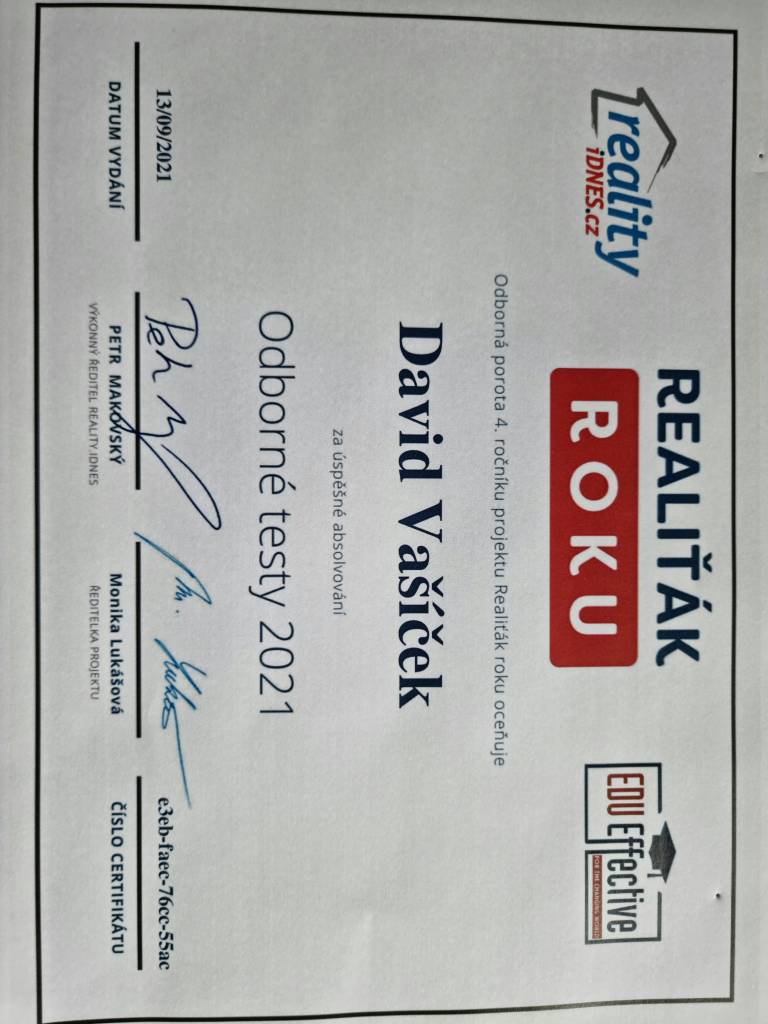 reality
iDNES.cz
REALIŤÁK
ROKU
EDU Effective
FOR THE CHANGING WORLD
Odborná porota 4. ročníku projektu Realiťák roku oceňuje
David Vašíček
za úspěšné absolvování
Odborné testy 2021
13/09/2021
DATUM VYDÁNÍ
PETR MAKOVSKÝ
VÝKONNÝ ŘEDITEL REALITY.IDNES
Monika Lukášová
ŘEDITELKA PROJEKTU
e3eb-faec-76cc-55ac
ČÍSLO CERTIFIKÁTU